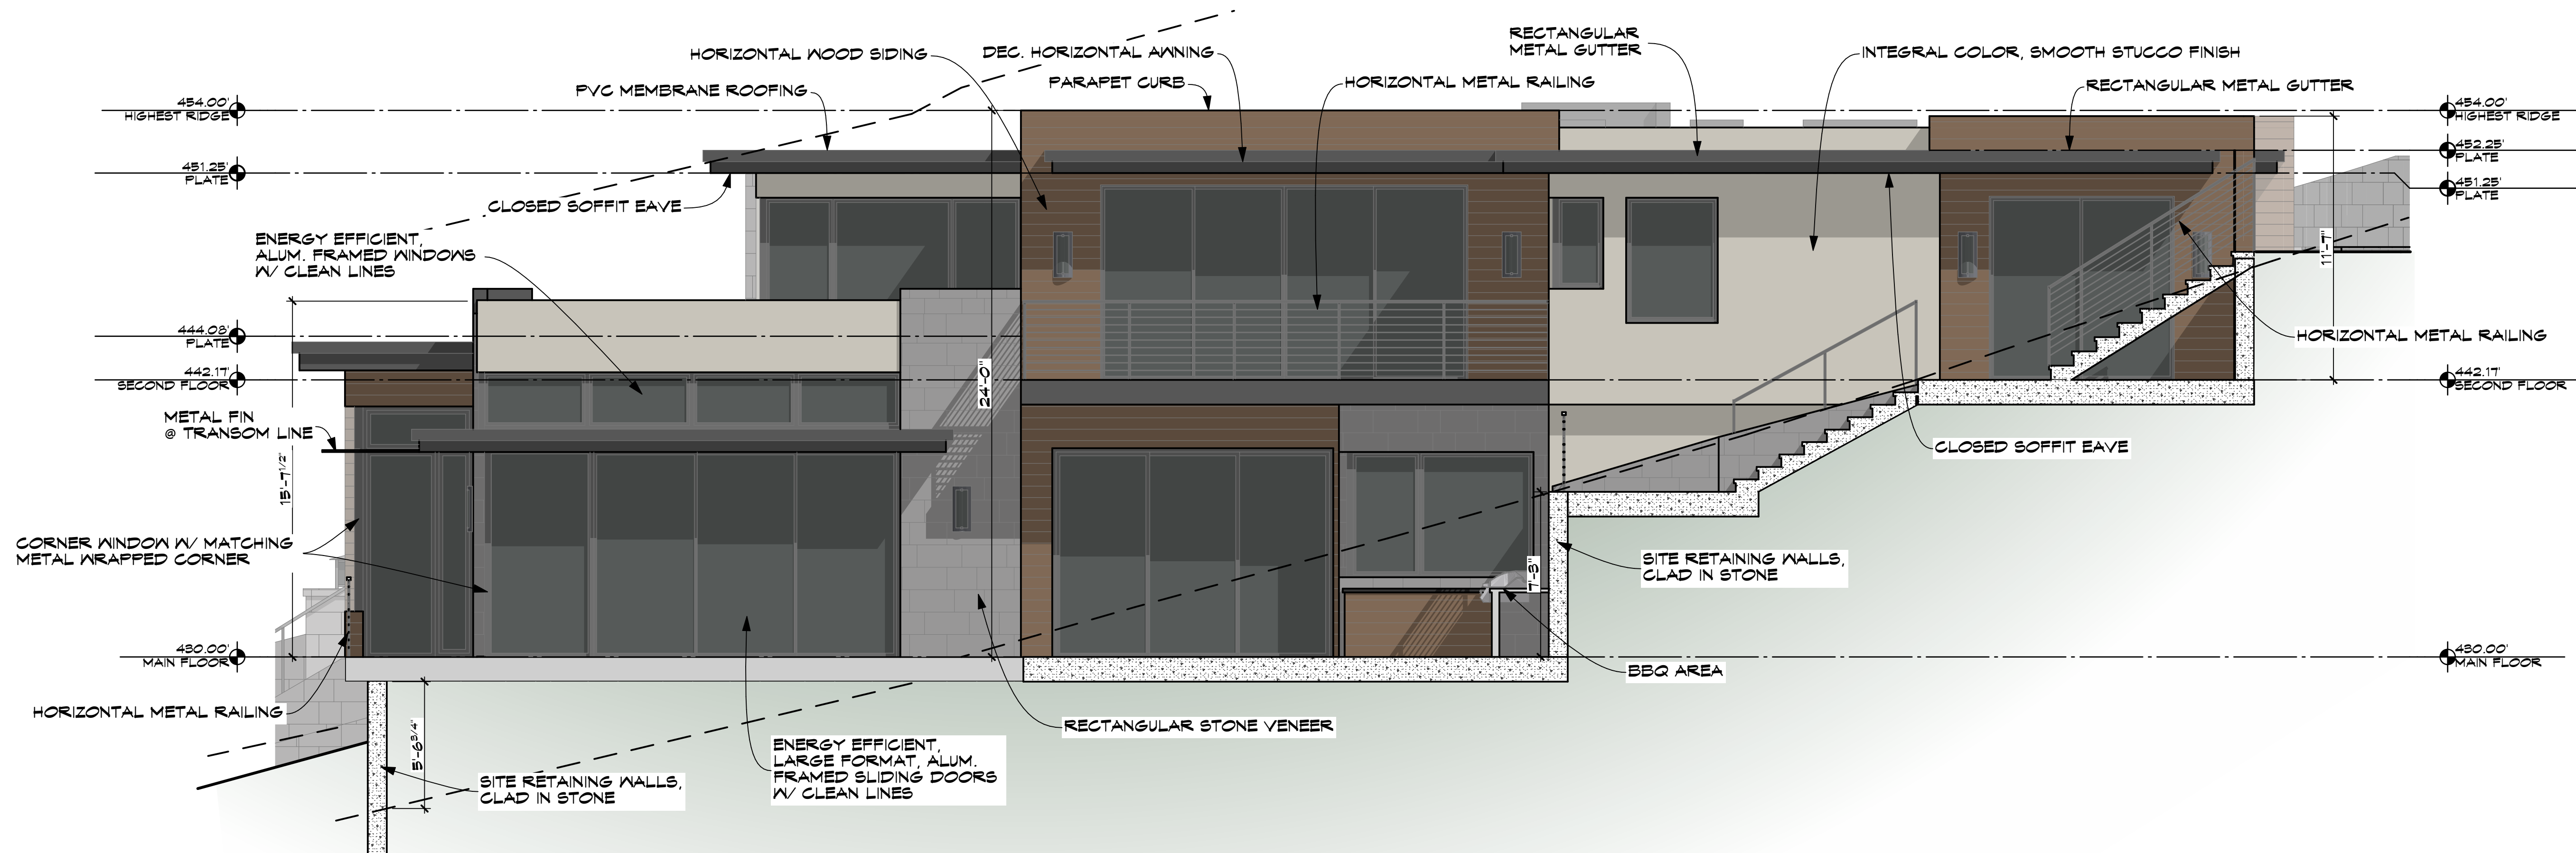 HORIZONTAL WOOD SIDING
DEC. HORIZONTAL AWNING
RECTANGULAR
METAL GUTTER
INTEGRAL COLOR, SMOOTH STUCCO FINISH
PVC MEMBRANE ROOFING
PARAPET CURB
HORIZONTAL METAL RAILING
RECTANGULAR METAL GUTTER
454.00'
HIGHEST RIDGE
454.00'
HIGHEST RIDGE
451.25'
PLATE
452.25'
PLATE
451.25'
PLATE
CLOSED SOFFIT EAVE
ENERGY EFFICIENT,
ALUM. FRAMED WINDOWS
W/ CLEAN LINES
11'-7"
444.08'
PLATE
HORIZONTAL METAL RAILING
442.17'
SECOND FLOOR
24'-0"
442.17'
SECOND FLOOR
METAL FIN
@ TRANSOM LINE
CLOSED SOFFIT EAVE
15'-7 1/2"
CORNER WINDOW W/ MATCHING
METAL WRAPPED CORNER
7'-3"
SITE RETAINING WALLS,
CLAD IN STONE
430.00'
MAIN FLOOR
430.00'
MAIN FLOOR
BBQ AREA
HORIZONTAL METAL RAILING
RECTANGULAR STONE VENEER
5'-6 3/4"
ENERGY EFFICIENT,
LARGE FORMAT, ALUM.
FRAMED SLIDING DOORS
W/ CLEAN LINES
SITE RETAINING WALLS,
CLAD IN STONE